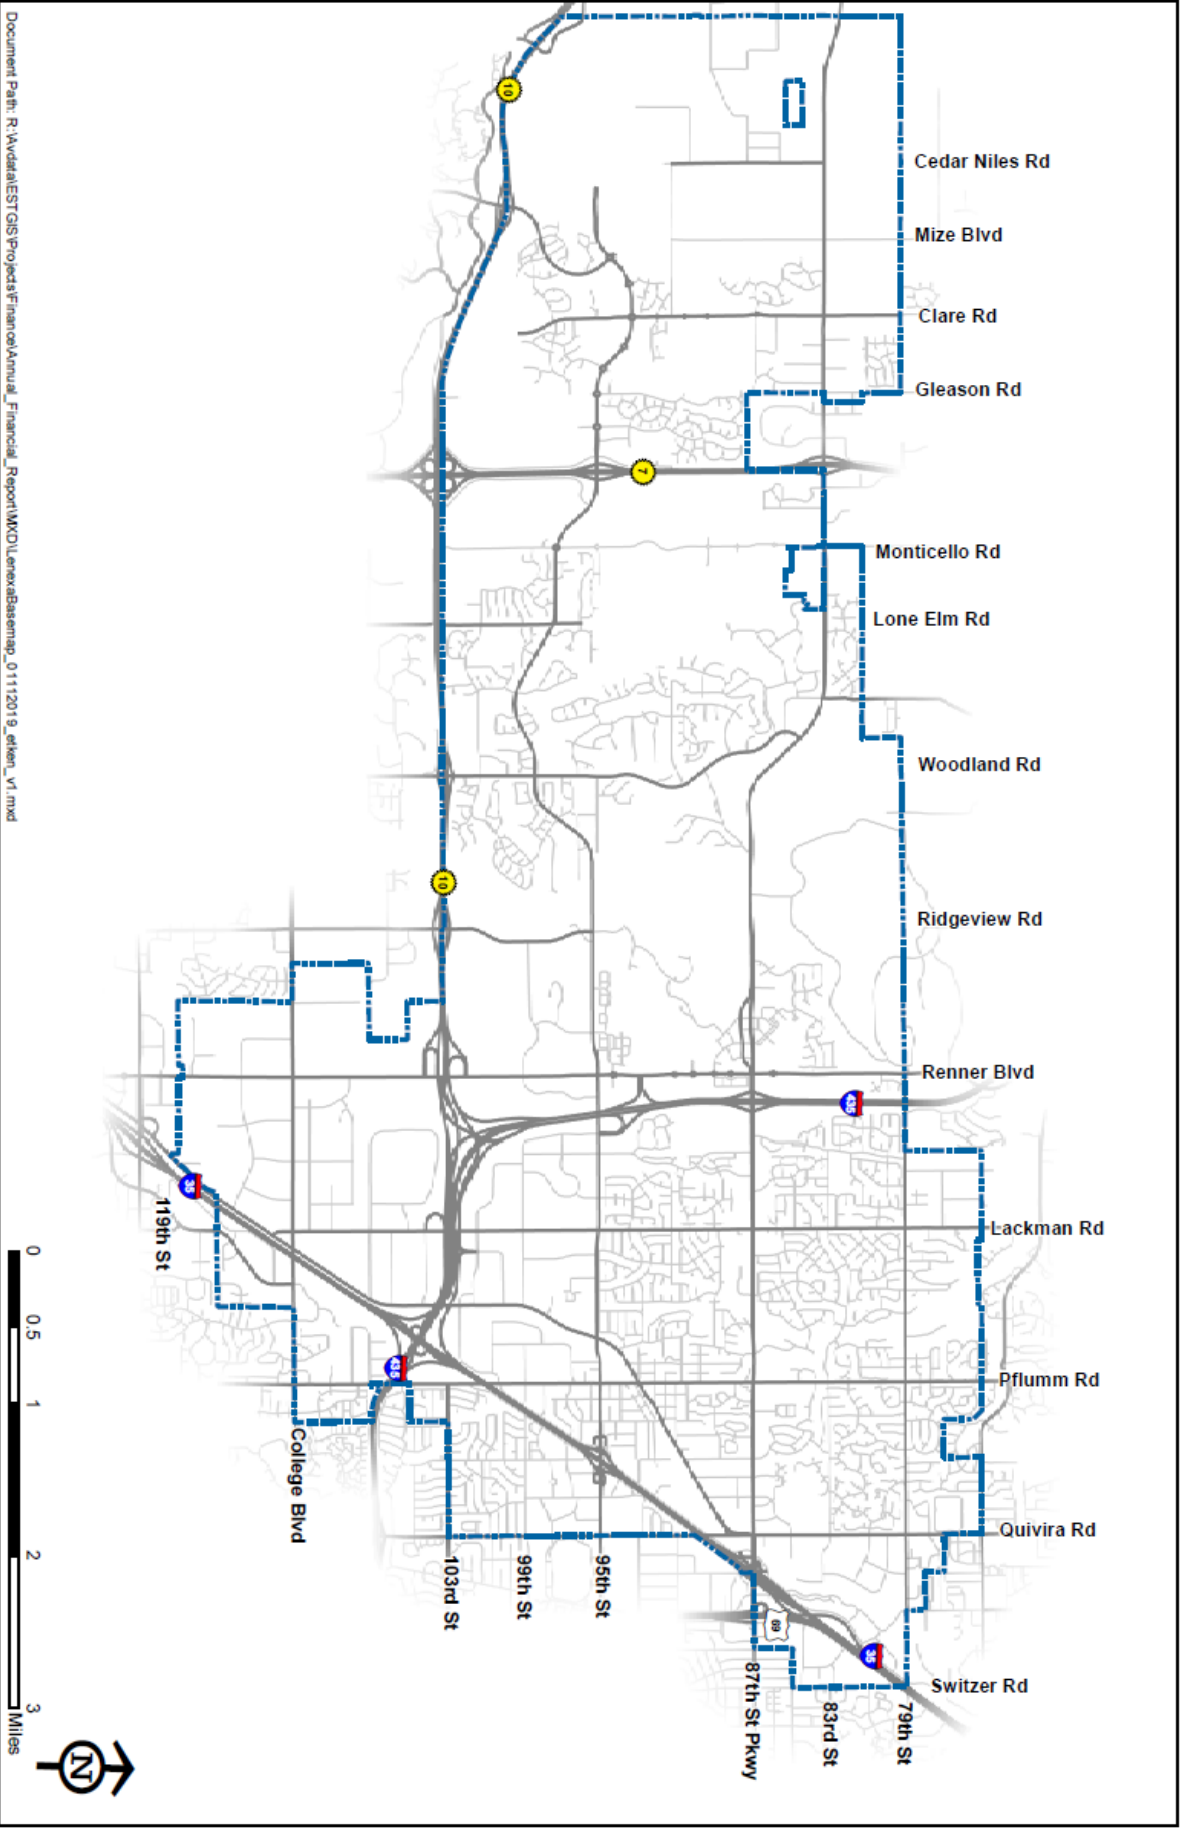 Cedar Niles Rd
Mize Blvd
Clare Rd
Gleason Rd
Monticello Rd
Lone Elm Rd
Woodland Rd
Ridgeview Rd
Renner Blvd
Lackman Rd
Pflumm Rd
Quivira Rd
Switzer Rd
79th St
83rd St
87th St Pkwy
95th St
99th St
103rd St
College Blvd
119th St
10
7
10
435
35
435
69
35
0 0.5 1 2 3
Miles
N
Document Path: R:\Avdata\ESTGIS\Projects\Finance\Annual_Financial_Report\MXD\LenexaBasemap_01112019_etken_v1.mxd